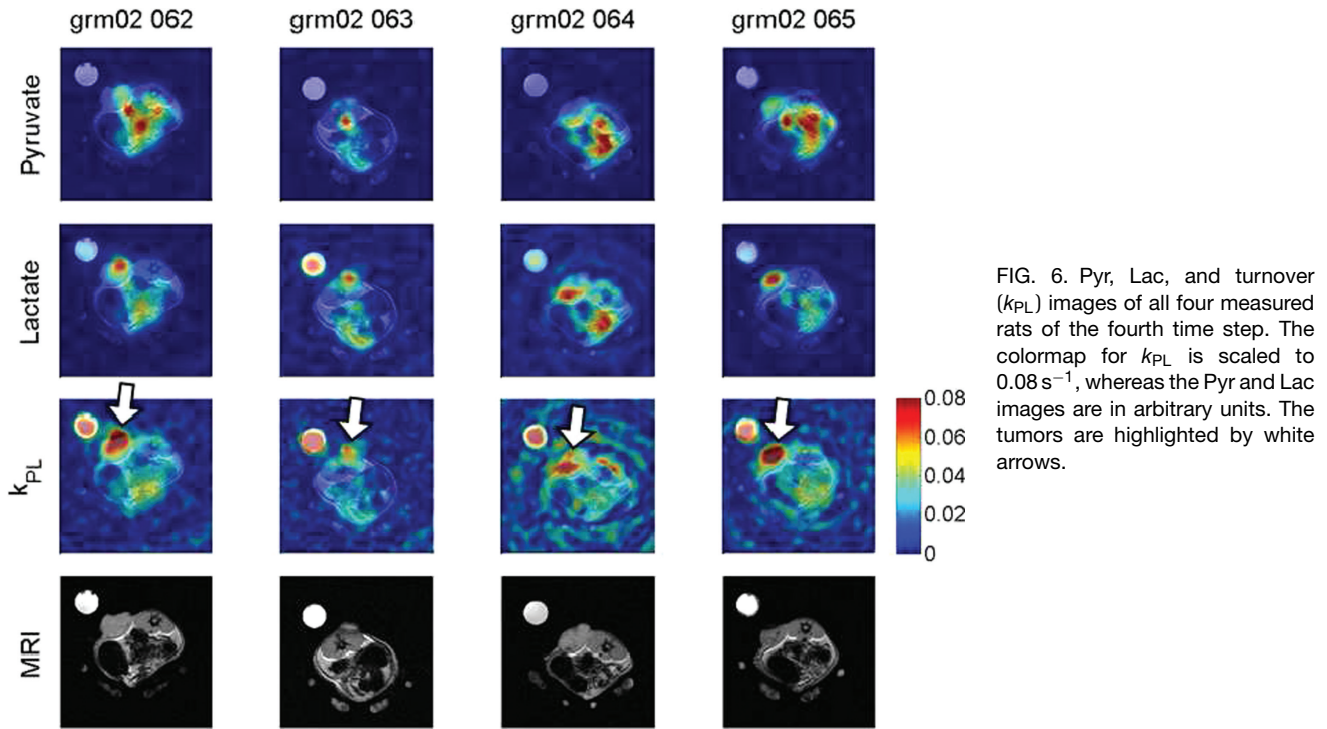 grm02 062 grm02 063 grm02 064 grm02 065
Pyruvate
Lactate
kPL
0.08
0.06
0.04
0.02
0
MRI
FIG. 6. Pyr, Lac, and turnover
(kPL) images of all four measured
rats of the fourth time step. The
colormap for kPL is scaled to
0.08 s−1, whereas the Pyr and Lac
images are in arbitrary units. The
tumors are highlighted by white
arrows.